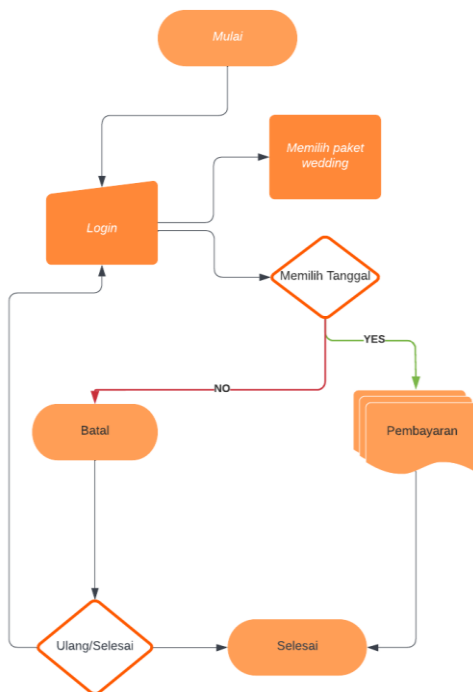 Mulai
Memilih paket
wedding
Login
Memilih Tanggal
YES
NO
Batal
Pembayaran
Ulang/Selesai
Selesai